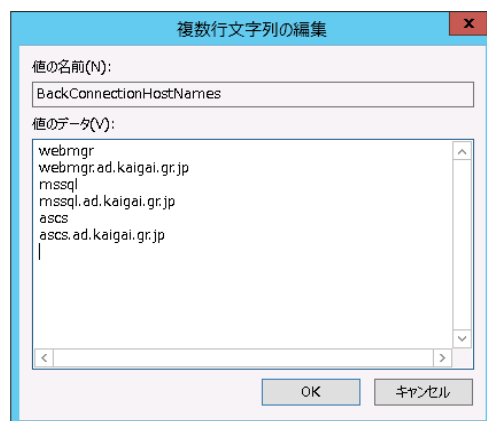 複数行文字列の編集
x
値の名前(N):
BackConnectionHostNames
値のデータ(V):
webmgr
webmgr.ad.kaigai.gr.jp
mssql
mssql.ad.kaigai.gr.jp
ascs
ascs.ad.kaigai.gr.jp
OK
キャンセル